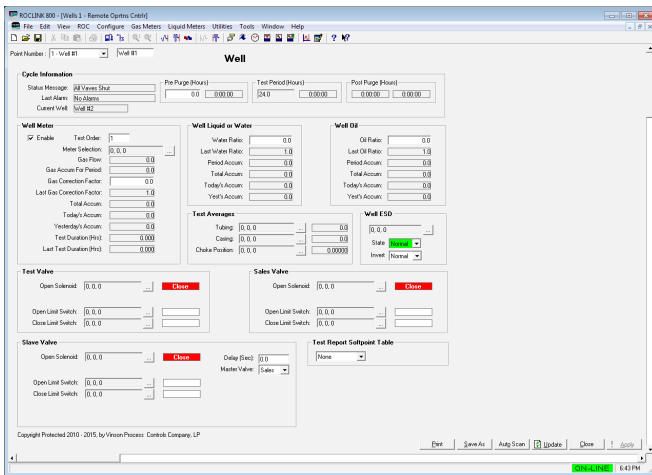 ROCLINK 800 - [Wells 1 - Remote Oprtns Cntrlr]
File Edit View ROC Configure Gas Meters Liquid Meters Utilities Tools Window Help
Point Number: 1 - Well #1 Well #1
Well
Cycle Information
Status Message: All Vaves Shut
Last Alarm: No Alarms
Current Well: Well #2
Pre Purge (Hours)
0.0 0:00:00
Test Period (Hours)
24.0 0:00:00
Post Purge (Hours)
0:00:00 0:00:00
Well Meter
Enable Test Order: 1
Meter Selection: 0, 0, 0 ...
Gas Flow: 0.0
Gas Accum For Period: 0.0
Gas Correction Factor: 0.0
Last Gas Correction Factor: 1.0
Total Accum: 0.0
Today's Accum: 0.0
Yesterday's Accum: 0.0
Test Duration (Hrs): 0.000
Last Test Duration (Hrs): 0.000
Well Liquid or Water
Water Ratio: 0.0
Last Water Ratio: 1.0
Period Accum: 0.0
Total Accum: 0.0
Today's Accum: 0.0
Yest's Accum: 0.0
Well Oil
Oil Ratio: 0.0
Last Oil Ratio: 1.0
Period Accum: 0.0
Total Accum: 0.0
Today's Accum: 0.0
Yest's Accum: 0.0
Test Averages
Tubing: 0, 0, 0 ... 0.0
Casing: 0, 0, 0 ... 0.0
Choke Position: 0, 0, 0 ... 0.00000
Well ESD
0, 0, 0 ...
State Normal
Invert Normal
Test Valve
Open Solenoid: 0, 0, 0 ... Close
Open Limit Switch: 0, 0, 0 ...
Close Limit Switch: 0, 0, 0 ...
Sales Valve
Open Solenoid: 0, 0, 0 ... Close
Open Limit Switch: 0, 0, 0 ...
Close Limit Switch: 0, 0, 0 ...
Slave Valve
Open Solenoid: 0, 0, 0 ... Close
Delay (Sec): 0.0
Master Valve: Sales
Open Limit Switch: 0, 0, 0 ...
Close Limit Switch: 0, 0, 0 ...
Test Report Softpoint Table
None
Copyright Protected 2010 - 2015, by Vinson Process Controls Company, LP
Print Save As Auto Scan Update Close ! Apply
ON-LINE 6:43 PM